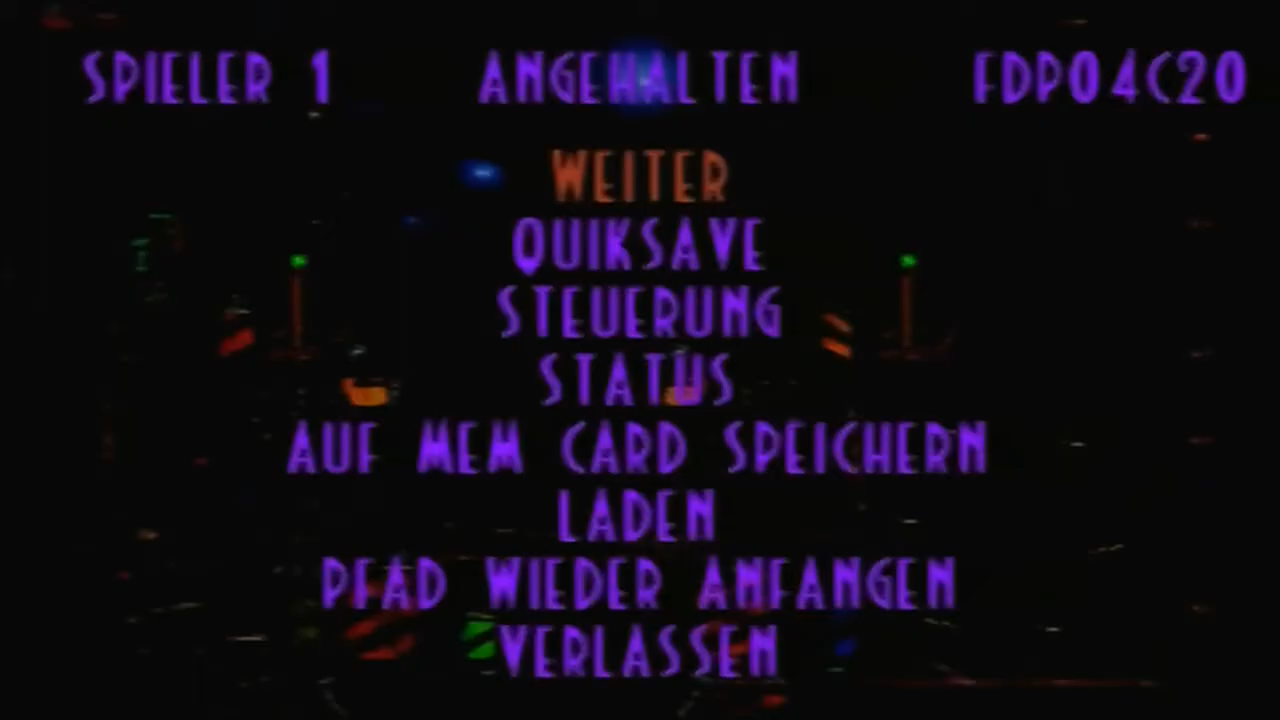 SPIELER 1 ANGEHALTEN FDP04C20
WEITER
QUIKSAVE
STEUERUNG
STATUS
AUF MEM CARD SPEICHERN
LADEN
PFAD WIEDER ANFANGEN
VERLASSEN